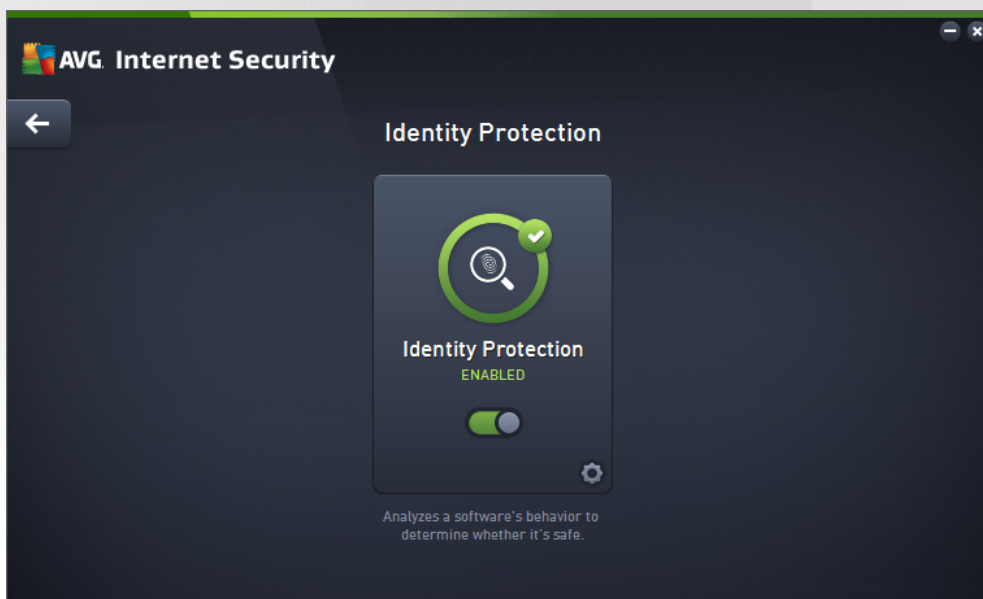 AVG. Internet Security
Identity Protection
Identity Protection
ENABLED
Analyzes a software's behavior to
determine whether it's safe.